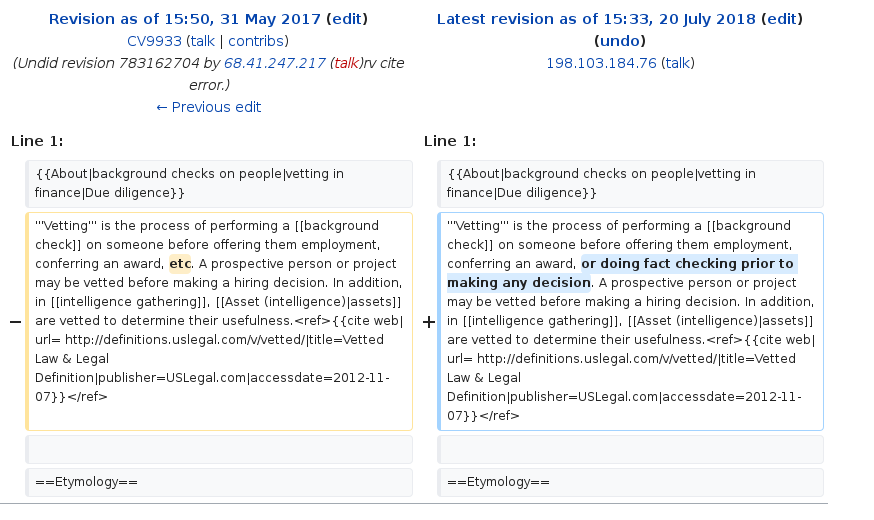 Revision as of 15:50, 31 May 2017 (edit)
CV9933 (talk | contribs)
(Undid revision 783162704 by 68.41.247.217 (talk)rv cite
error.)
← Previous edit
Latest revision as of 15:33, 20 July 2018 (edit)
(undo)
198.103.184.76 (talk)
Line 1:
{{About|background checks on people|vetting in
finance|Due diligence}}
− '''Vetting''' is the process of performing a [[background
check]] on someone before offering them employment,
conferring an award, etc. A prospective person or project
may be vetted before making a hiring decision. In addition,
in [[intelligence gathering]], [[Asset (intelligence)|assets]]
are vetted to determine their usefulness.<ref>{{cite web|
url= http://definitions.uslegal.com/v/vetted/|title=Vetted
Law & Legal
Definition|publisher=USLegal.com|accessdate=2012-11-
07}}</ref>
==Etymology==
Line 1:
{{About|background checks on people|vetting in
finance|Due diligence}}
+ '''Vetting''' is the process of performing a [[background
check]] on someone before offering them employment,
conferring an award, or doing fact checking prior to
making any decision. A prospective person or project
may be vetted before making a hiring decision. In addition,
in [[intelligence gathering]], [[Asset (intelligence)|assets]]
are vetted to determine their usefulness.<ref>{{cite web|
url= http://definitions.uslegal.com/v/vetted/|title=Vetted
Law & Legal
Definition|publisher=USLegal.com|accessdate=2012-11-
07}}</ref>
==Etymology==